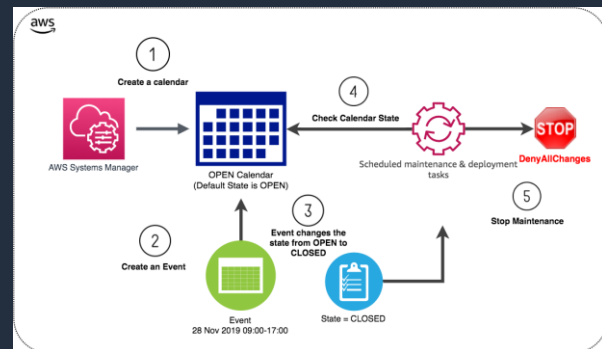 aws
1
Create a calendar
AWS Systems Manager
OPEN Calendar
(Default State is OPEN)
4
Check Calendar State
Scheduled maintenance & deployment
tasks
STOP
DenyAllChanges
5
Stop Maintenance
2
Create an Event
3
Event changes the
state from OPEN to
CLOSED
Event
28 Nov 2019 09:00-17:00
State = CLOSED